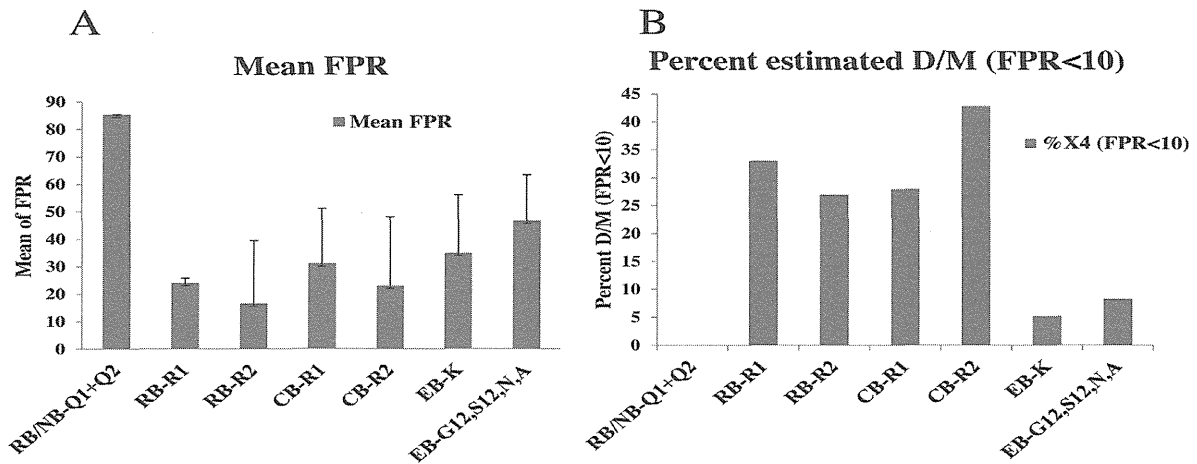 A
Mean FPR
Mean of FPR
90
80
70
60
50
40
30
20
10
0
Mean FPR
RB/NB-Q1+Q2
RB-R1
RB-R2
CB-R1
CB-R2
EB-K
EB-G12,S12,N,A
B
Percent estimated D/M (FPR<10)
Percent D/M (FPR<10)
45
40
35
30
25
20
15
10
5
0
%X4 (FPR<10)
RB/NB-Q1+Q2
RB-R1
RB-R2
CB-R1
CB-R2
EB-K
EB-G12,S12,N,A